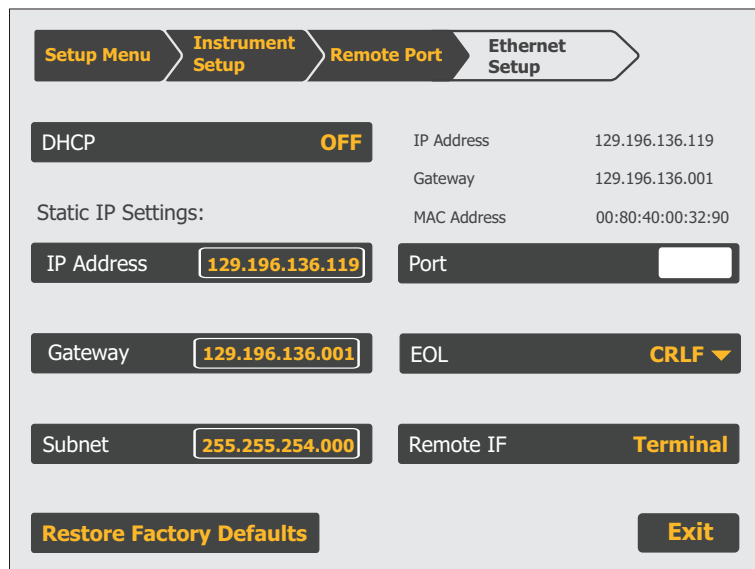 Setup Menu
Instrument
Setup
Remote Port
Ethernet
Setup
DHCP OFF
IP Address 129.196.136.119
Gateway 129.196.136.001
MAC Address 00:80:40:00:32:90
Static IP Settings:
IP Address 129.196.136.119
Port
Gateway 129.196.136.001
EOL CRLF
Subnet 255.255.254.000
Remote IF Terminal
Restore Factory Defaults
Exit